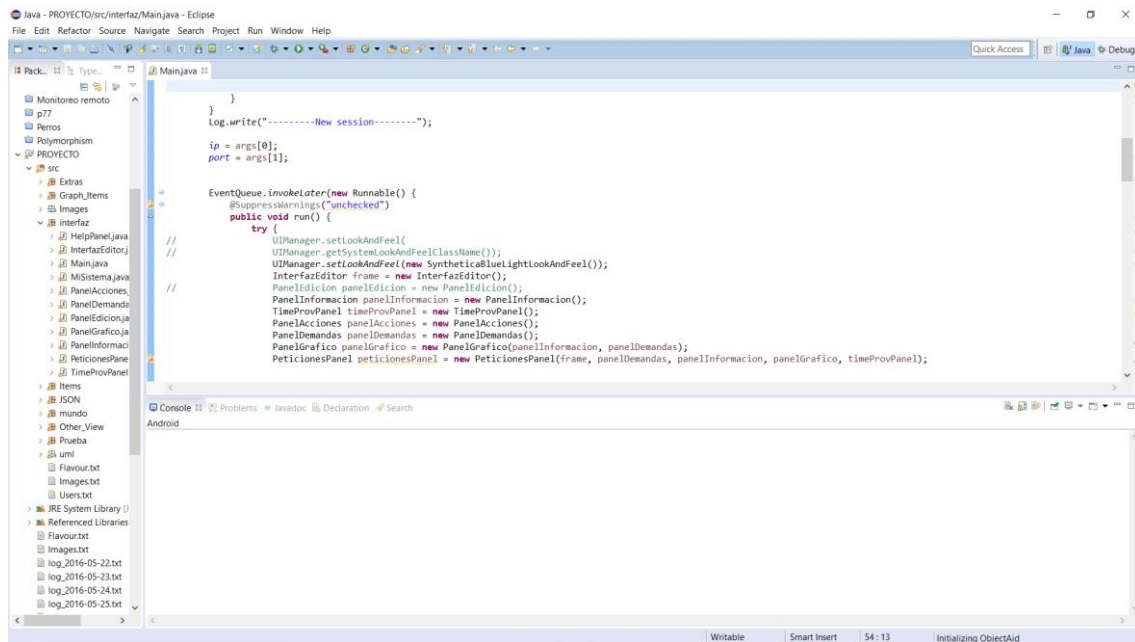 Java - PROYECTO/src/interfaz/Main.java - Eclipse
File Edit Refactor Source Navigate Search Project Run Window Help
Quick Access
Java
Debug
Pack...
Type...
Monitoreo remoto
p77
Perros
Polymorphism
PROYECTO
src
Extras
Graph_Items
Images
interfaz
HelpPanel.java
InterfazEditor.j
Main.java
MiSistema.java
PanelAcciones.
PanelDemanda
PanelEdicion.ja
PanelGrafico.ja
PanelInformaci
PeticionesPane
TimeProvPanel
Items
JSON
mundo
Other_View
Prueba
uml
Flavour.txt
Images.txt
Users.txt
JRE System Library [J
Referenced Libraries
Flavour.txt
Images.txt
log_2016-05-22.txt
log_2016-05-23.txt
log_2016-05-24.txt
log_2016-05-25.txt
Main.java
}
}
Log.write("---------New session--------");
ip = args[0];
port = args[1];
EventQueue.invokeLater(new Runnable() {
@SuppressWarnings("unchecked")
public void run() {
try {
// UIManager.setLookAndFeel(
// UIManager.getSystemLookAndFeelClassName());
UIManager.setLookAndFeel(new SyntheticaBlueLightLookAndFeel());
InterfazEditor frame = new InterfazEditor();
// PanelEdicion panelEdicion = new PanelEdicion();
PanelInformacion panelInformacion = new PanelInformacion();
TimeProvPanel timeProvPanel = new TimeProvPanel();
PanelAcciones panelAcciones = new PanelAcciones();
PanelDemandas panelDemandas = new PanelDemandas();
PanelGrafico panelGrafico = new PanelGrafico(panelInformacion, panelDemandas);
PeticionesPanel peticionesPanel = new PeticionesPanel(frame, panelDemandas, panelInformacion, panelGrafico, timeProvPanel);
Console Problems Javadoc Declaration Search
Android
Writable Smart Insert 54 : 13 Initializing ObjectAid